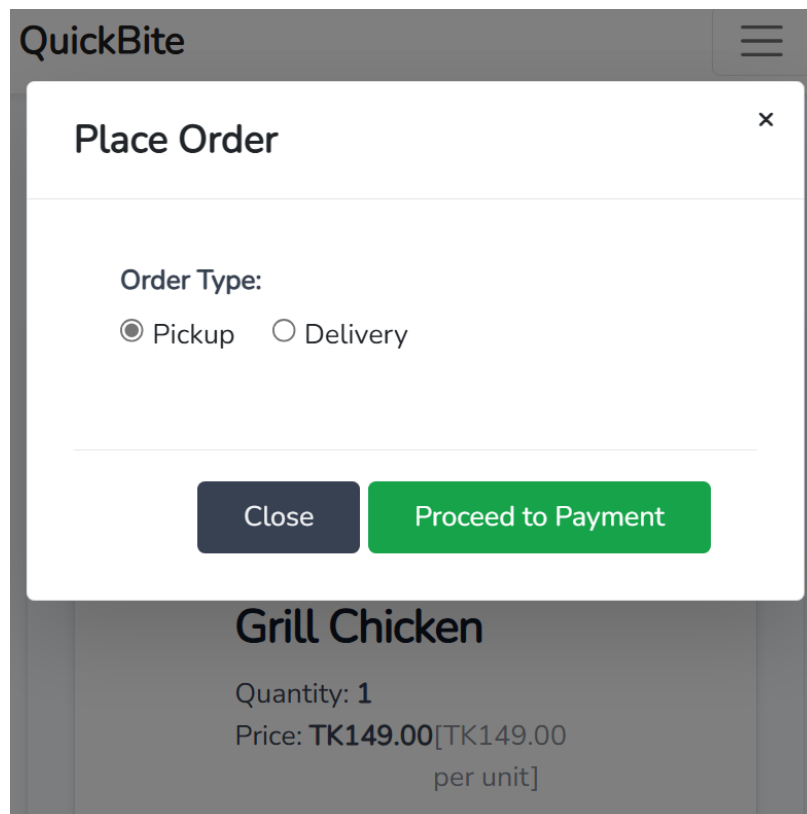 QuickBite
Place Order
×
Order Type:
Pickup Delivery
Close Proceed to Payment
Grill Chicken
Quantity: 1
Price: TK149.00[TK149.00
per unit]